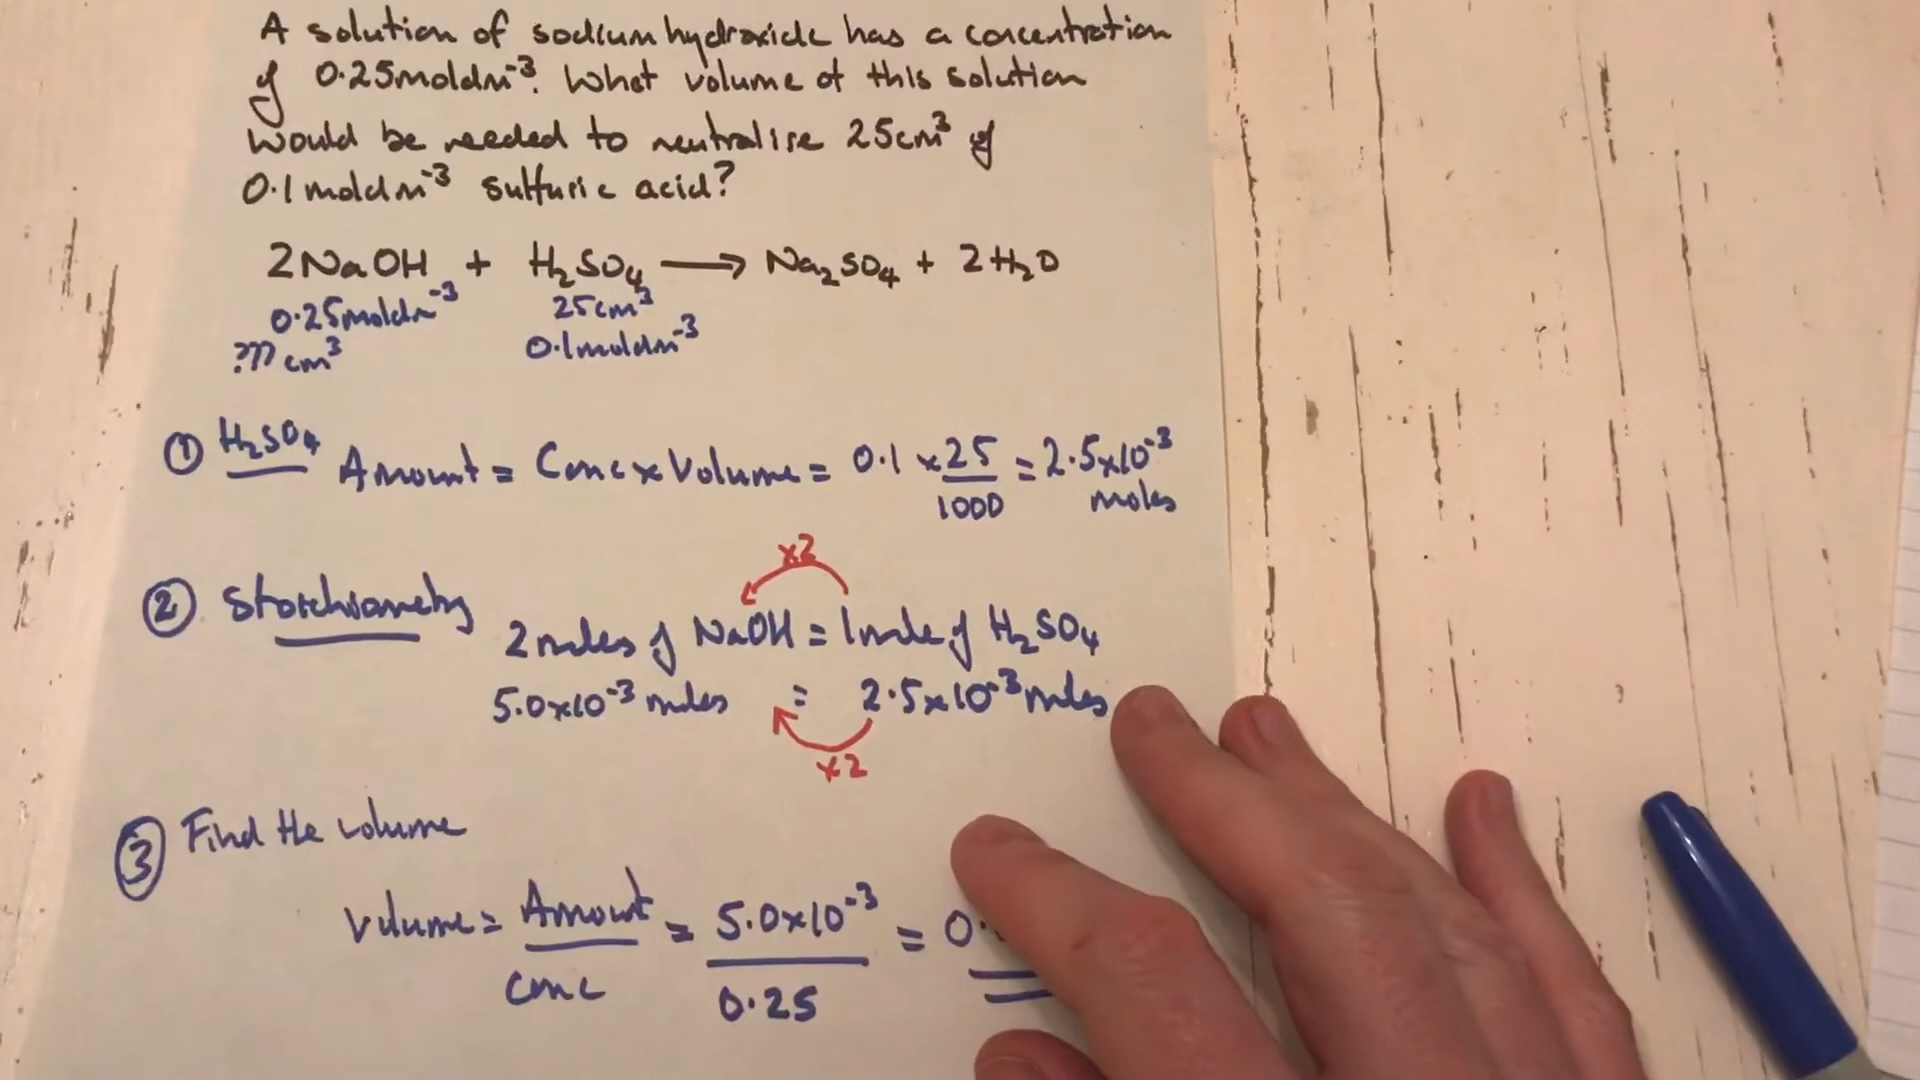 A solution of sodium hydroxide has a concentration
of 0.25moldm⁻³. What volume of this solution
would be needed to neutralise 25cm³ of
0.1moldm⁻³ sulfuric acid?
2NaOH + H₂SO₄ ⟶ Na₂SO₄ + 2H₂O
0.25moldm⁻³ 25cm³
??? cm³ 0.1moldm⁻³
① H₂SO₄ Amount = Conc x Volume = 0.1 x 25/1000 = 2.5x10⁻³ moles
x2
② Stoichiometry 2 moles of NaOH = 1 mole of H₂SO₄
5.0x10⁻³ moles = 2.5x10⁻³ moles
x2
③ Find the volume
Volume = Amount/Conc = 5.0x10⁻³/0.25 = 0.